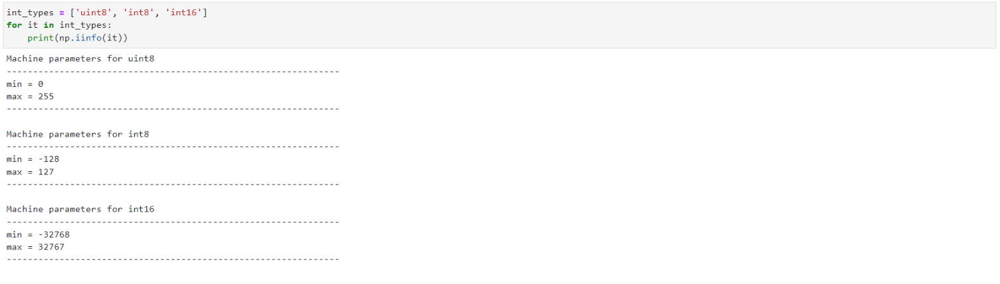 int_types = ['uint8', 'int8', 'int16']
for it in int_types:
    print(np.iinfo(it))
Machine parameters for uint8
---------------------------------------------------------------
min = 0
max = 255
---------------------------------------------------------------
Machine parameters for int8
---------------------------------------------------------------
min = -128
max = 127
---------------------------------------------------------------
Machine parameters for int16
---------------------------------------------------------------
min = -32768
max = 32767
---------------------------------------------------------------